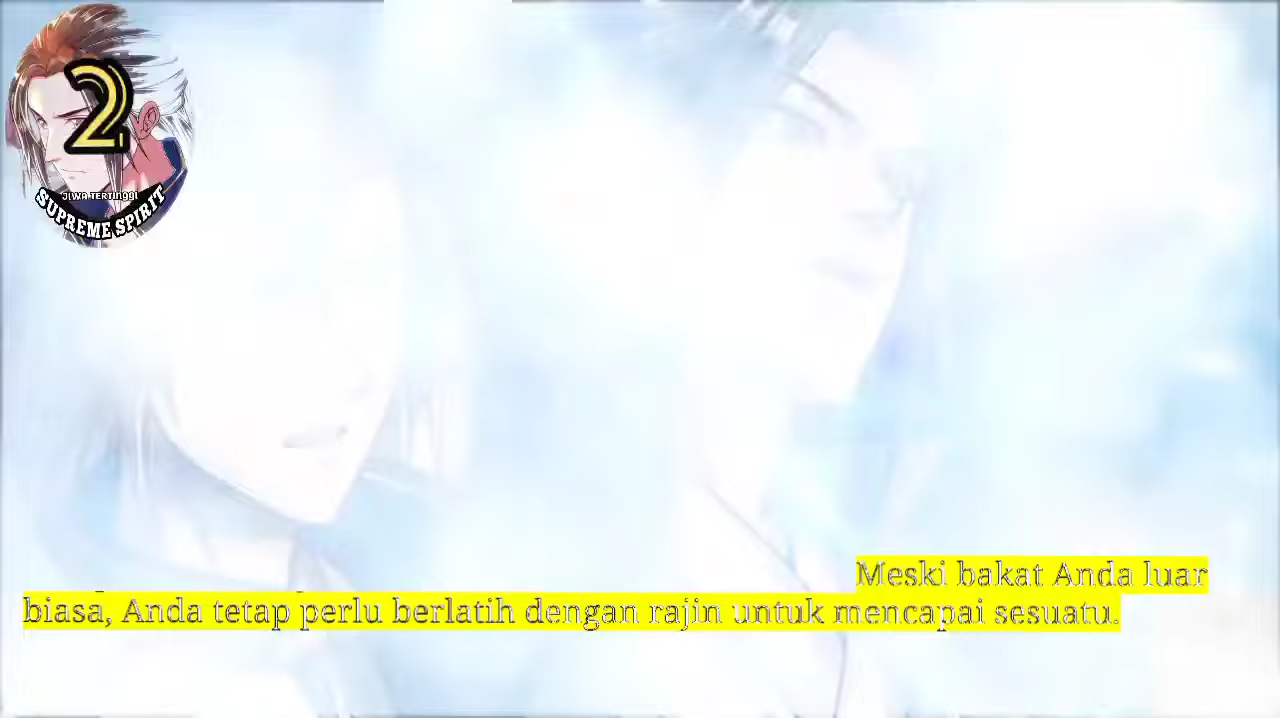 2
JIWA TERTINGGI
SUPREME SPIRIT
Meski bakat Anda luar
biasa, Anda tetap perlu berlatih dengan rajin untuk mencapai sesuatu.